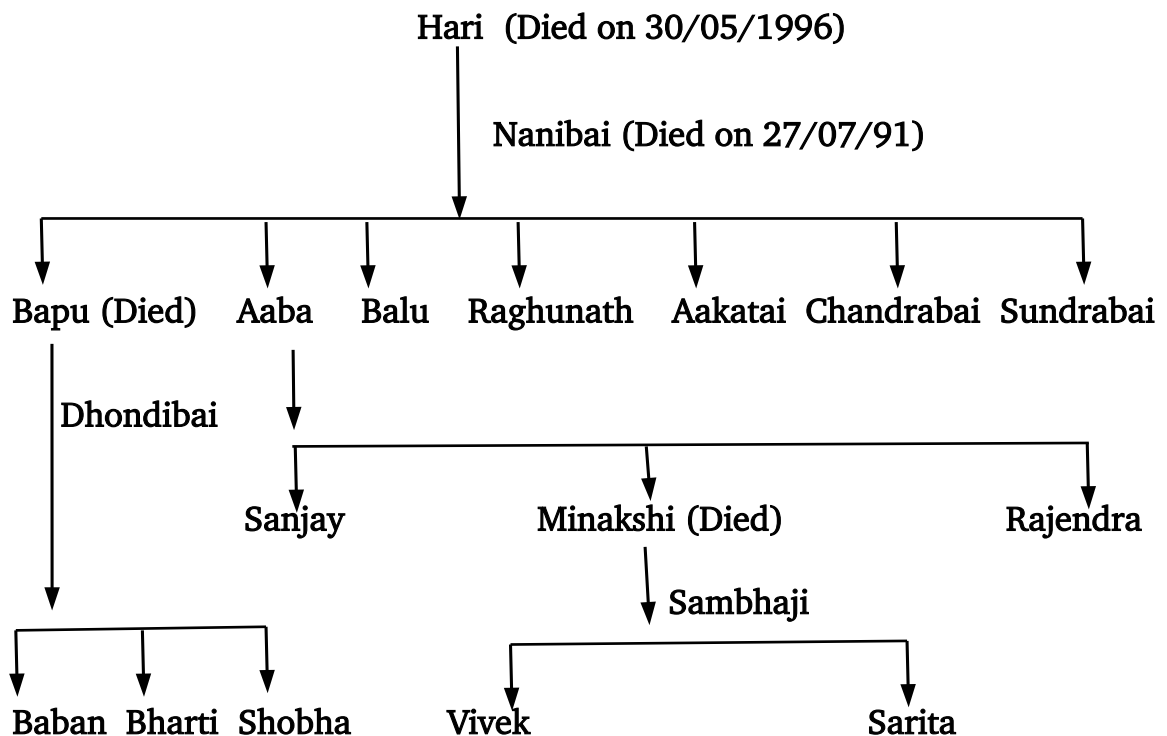 Hari (Died on 30/05/1996)
Nanibai (Died on 27/07/91)
Bapu (Died) Aaba Balu Raghunath Aakatai Chandrabai Sundrabai
Dhondibai
Sanjay Minakshi (Died) Rajendra
Sambhaji
Baban Bharti Shobha Vivek Sarita